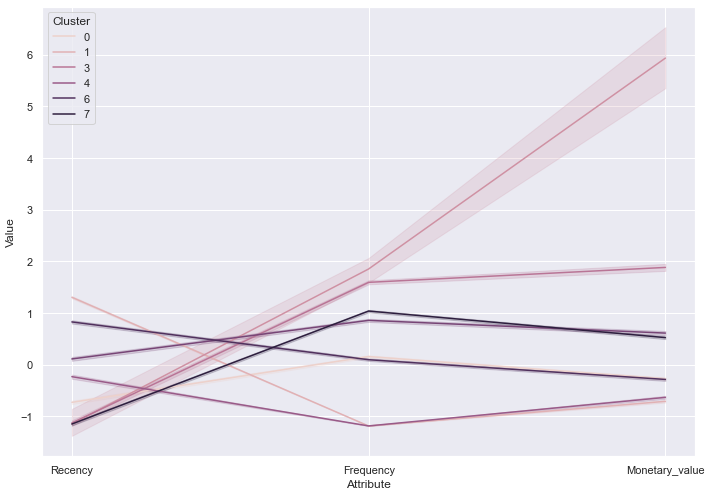 Cluster
0
1
3
4
6
7
6
5
4
3
2
1
0
−1
Value
Recency
Frequency
Monetary_value
Attribute